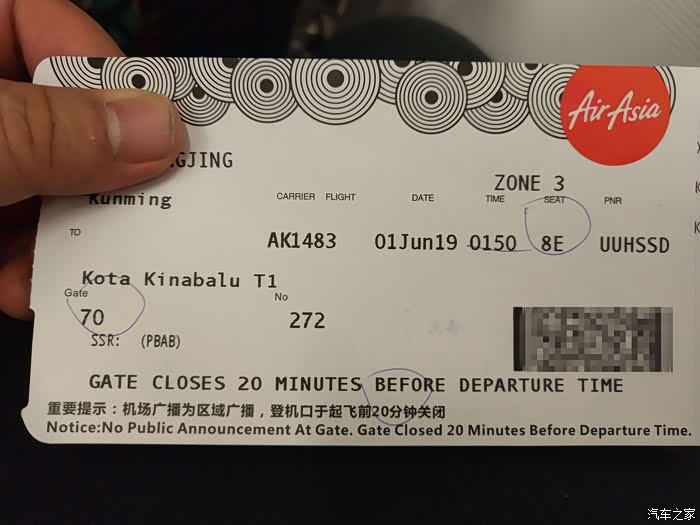 AirAsia
GJING
ZONE 3
Kunming
CARRIER FLIGHT DATE TIME SEAT PNR
TO
AK1483 01Jun19 0150 8E UUHSSD
Kota Kinabalu T1
Gate No
70 272
SSR: (PBAB)
GATE CLOSES 20 MINUTES BEFORE DEPARTURE TIME
重要提示：机场广播为区域广播，登机口于起飞前20分钟关闭
Notice:No Public Announcement At Gate. Gate Closed 20 Minutes Before Departure Time.
汽车之家